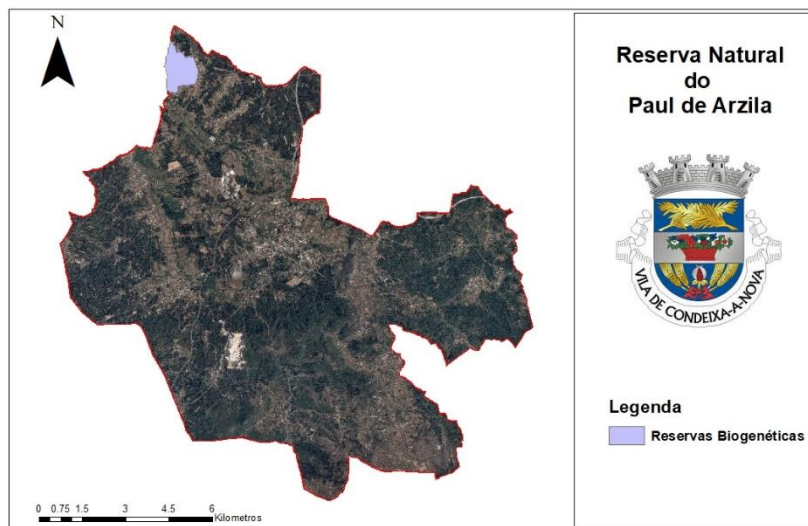 N
Reserva Natural
do
Paul de Arzila
VILA DE CONDEIXA-A-NOVA
Legenda
Reservas Biogenéticas
0 0.75 1.5 3 4.5 6
Kilometros